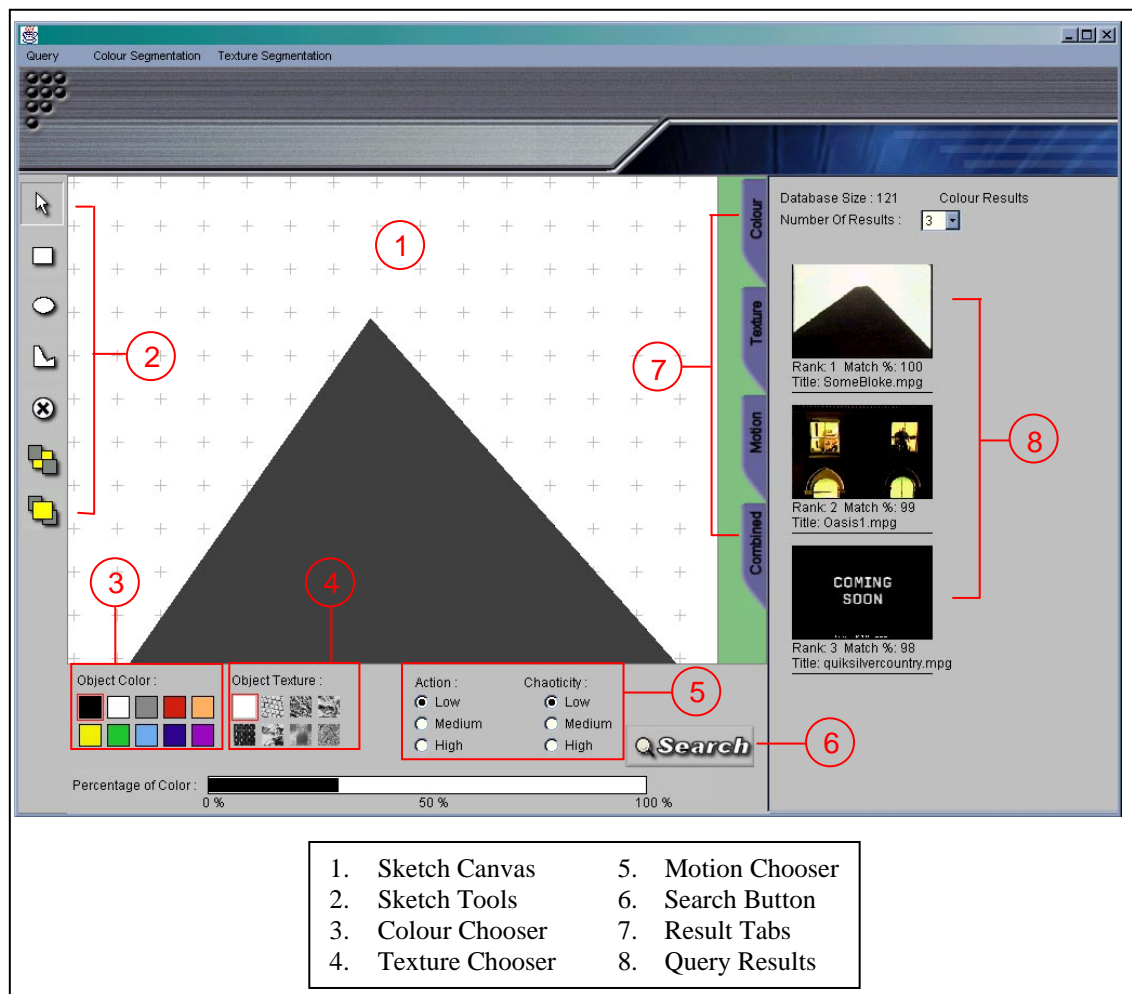 Query Colour Segmentation Texture Segmentation
1
2
3
4
7
8
Colour
Texture
Motion
Combined
Database Size : 121 Colour Results
Number Of Results : 3
Rank: 1 Match %: 100
Title: SomeBloke.mpg
Rank: 2 Match %: 99
Title: Oasis1.mpg
COMING
SOON
Rank: 3 Match %: 98
Title: quiksilvercountry.mpg
Object Color :
Object Texture :
Action :
Low
Medium
High
Chaoticity :
Low
Medium
High
5
Search
6
Percentage of Color :
0 % 50 % 100 %
1. Sketch Canvas
2. Sketch Tools
3. Colour Chooser
4. Texture Chooser
5. Motion Chooser
6. Search Button
7. Result Tabs
8. Query Results